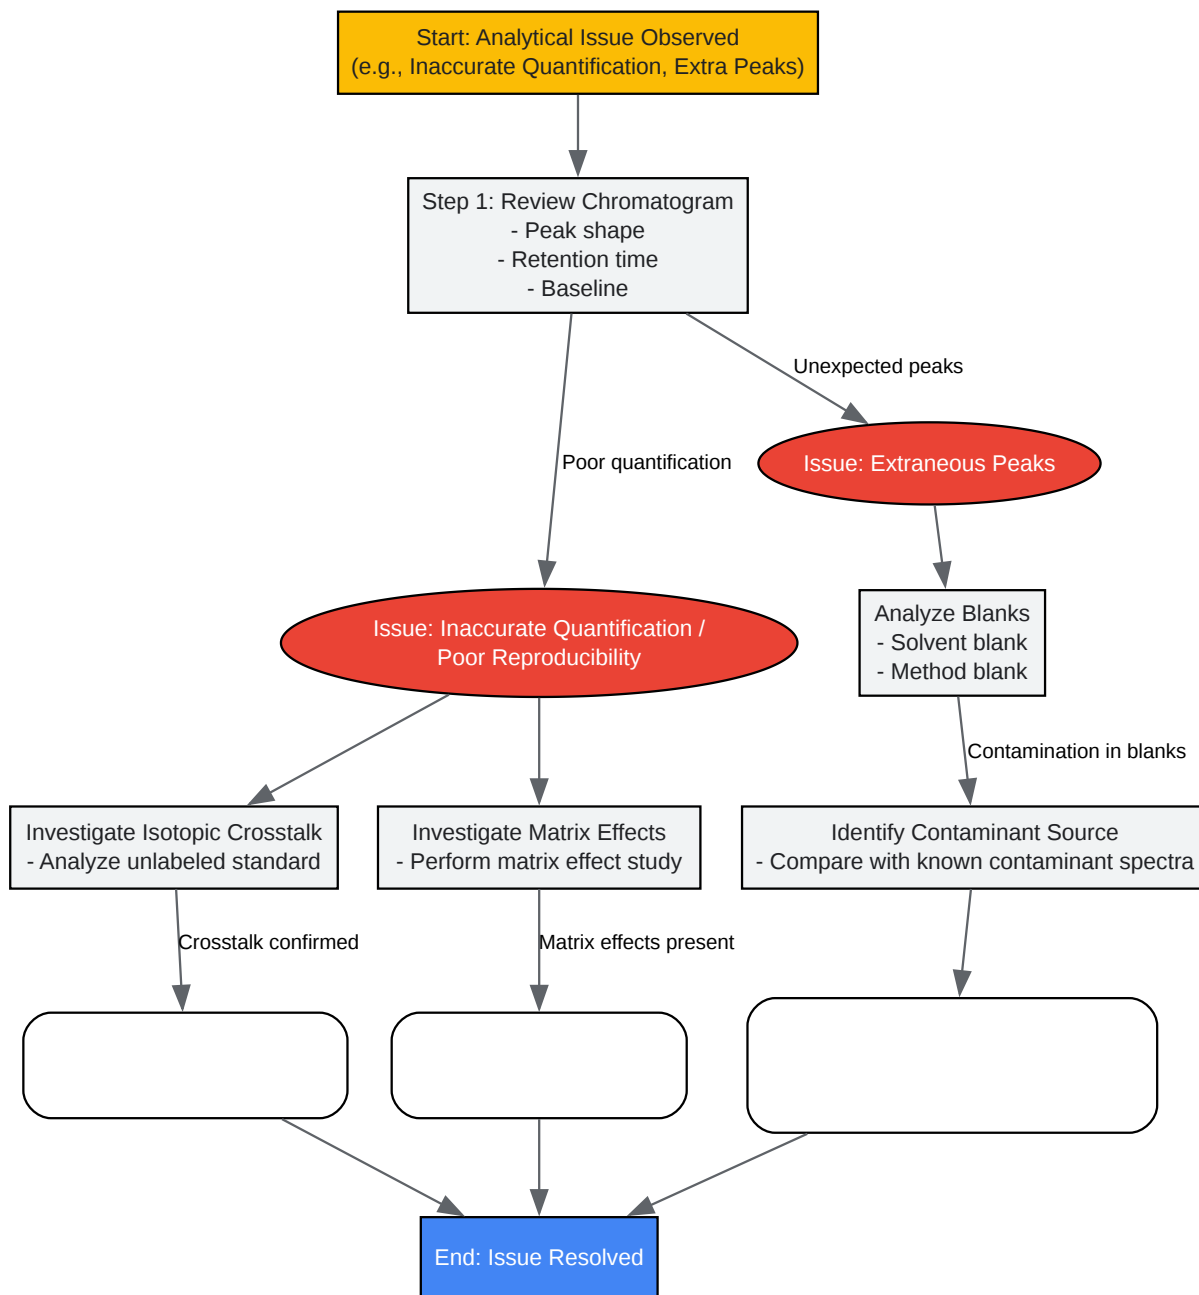 Start: Analytical Issue Observed
(e.g., Inaccurate Quantification, Extra Peaks)
Step 1: Review Chromatogram
- Peak shape
- Retention time
- Baseline
Unexpected peaks
Poor quantification
Issue: Extraneous Peaks
Issue: Inaccurate Quantification /
Poor Reproducibility
Analyze Blanks
- Solvent blank
- Method blank
Contamination in blanks
Investigate Isotopic Crosstalk
- Analyze unlabeled standard
Investigate Matrix Effects
- Perform matrix effect study
Identify Contaminant Source
- Compare with known contaminant spectra
Crosstalk confirmed
Matrix effects present
End: Issue Resolved